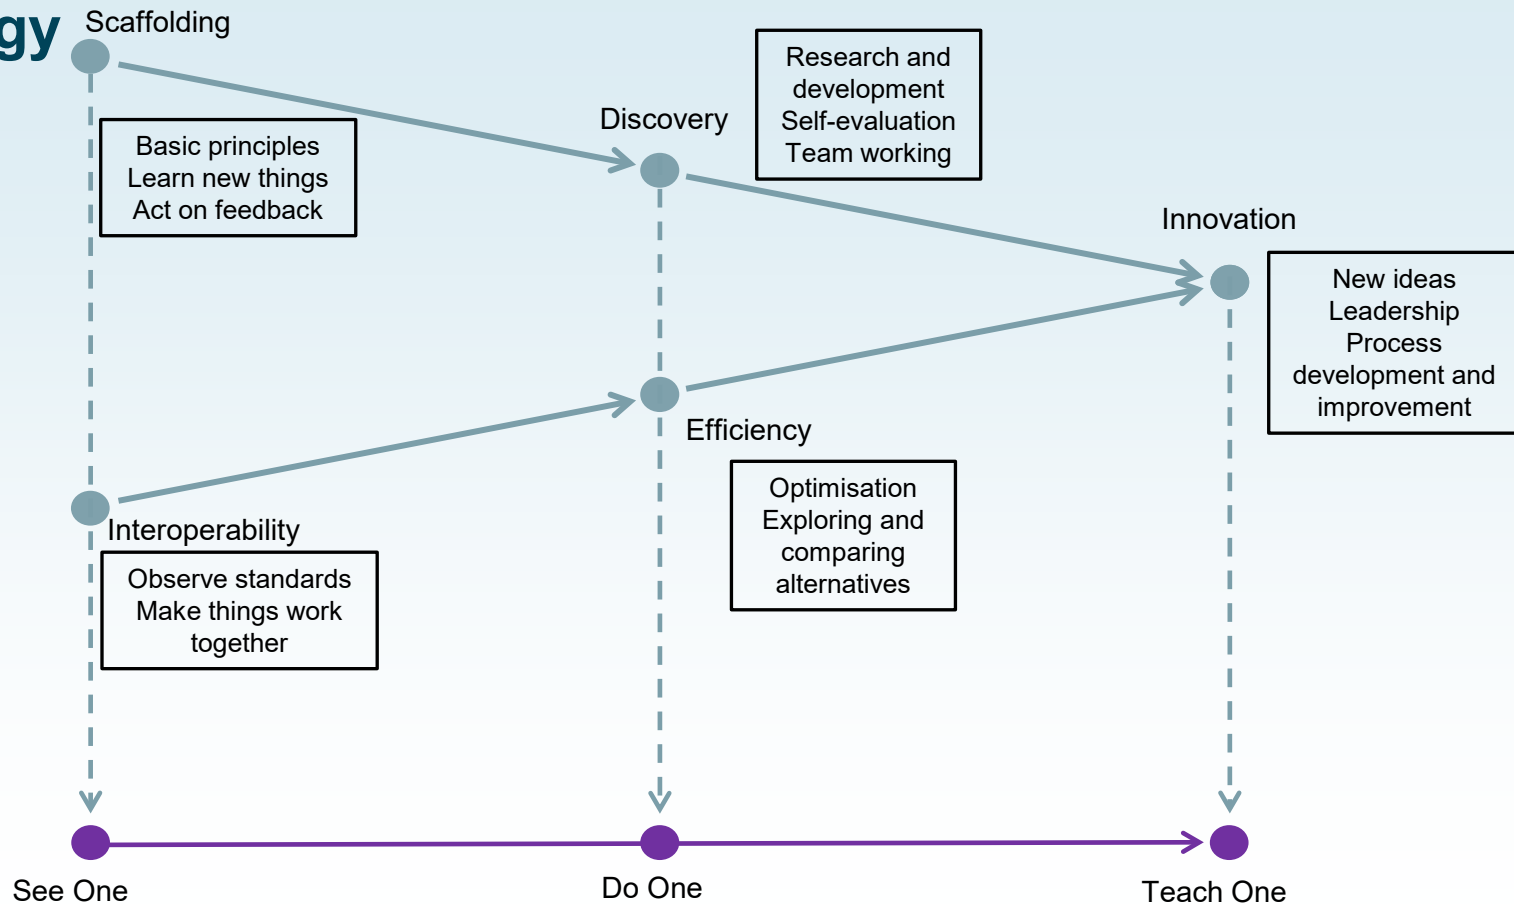 gy
Scaffolding
Basic principles
Learn new things
Act on feedback
Discovery
Research and
development
Self-evaluation
Team working
Innovation
New ideas
Leadership
Process
development and
improvement
Efficiency
Optimisation
Exploring and
comparing
alternatives
Interoperability
Observe standards
Make things work
together
See One
Do One
Teach One